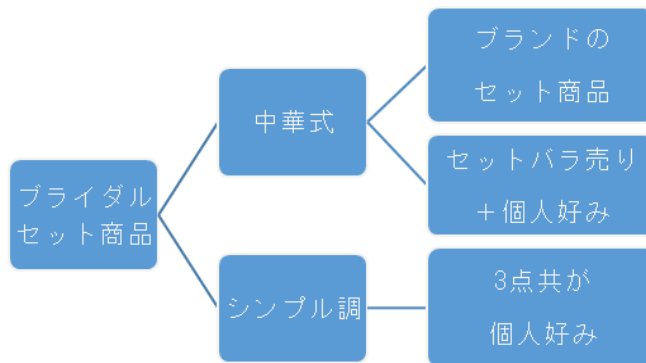 ブライダル
セット商品
中華式
シンプル調
ブランドの
セット商品
セットバラ売り
＋個人好み
3点共が
個人好み